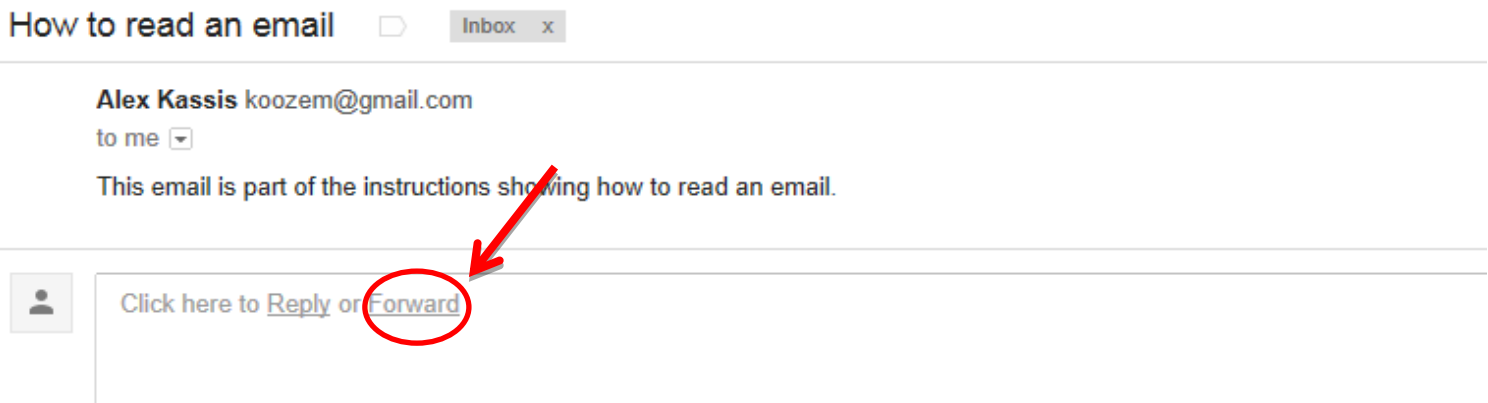 How to read an email Inbox x
Alex Kassis koozem@gmail.com
to me
This email is part of the instructions showing how to read an email.
Click here to Reply or Forward